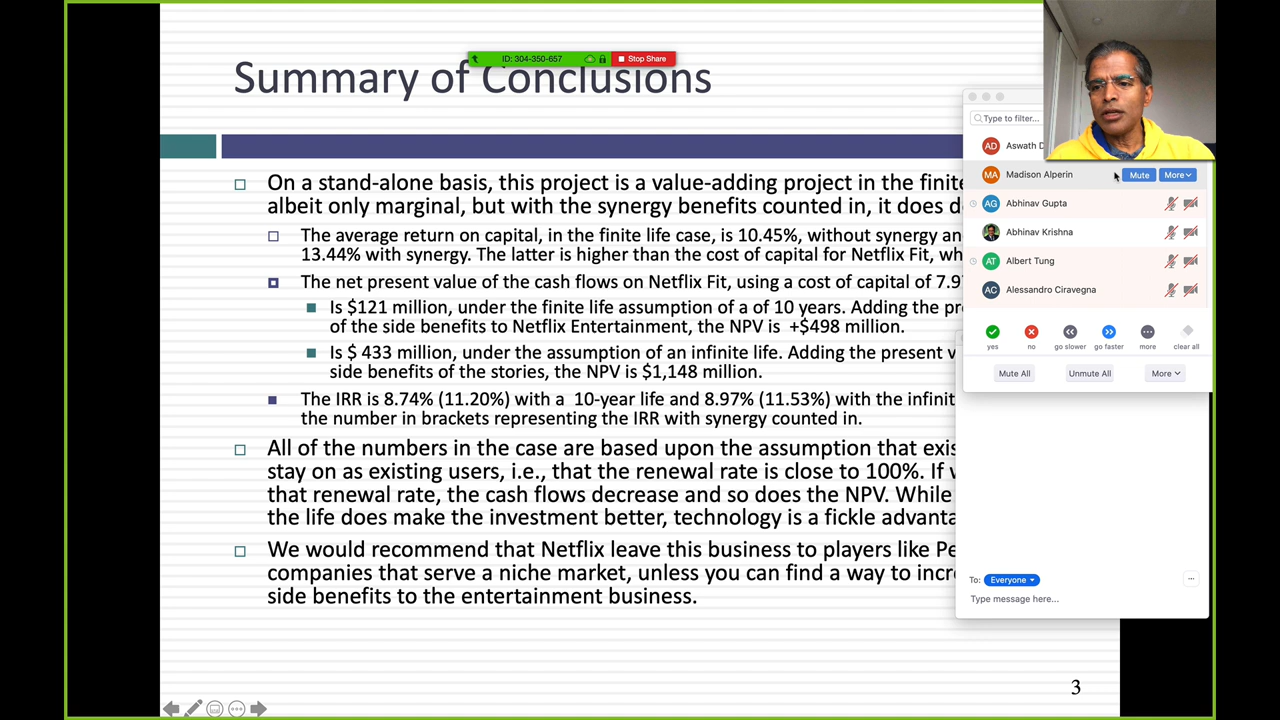 ID: 304-350-657
Stop Share
Summary of Conclusions
On a stand-alone basis, this project is a value-adding project in the finite
albeit only marginal, but with the synergy benefits counted in, it does
The average return on capital, in the finite life case, is 10.45%, without synergy an
13.44% with synergy. The latter is higher than the cost of capital for Netflix Fit, wh
The net present value of the cash flows on Netflix Fit, using a cost of capital of 7.9
Is $121 million, under the finite life assumption of a of 10 years. Adding the pr
of the side benefits to Netflix Entertainment, the NPV is +$498 million.
Is $ 433 million, under the assumption of an infinite life. Adding the present v
side benefits of the stories, the NPV is $1,148 million.
The IRR is 8.74% (11.20%) with a 10-year life and 8.97% (11.53%) with the infinit
the number in brackets representing the IRR with synergy counted in.
All of the numbers in the case are based upon the assumption that exis
stay on as existing users, i.e., that the renewal rate is close to 100%. If
that renewal rate, the cash flows decrease and so does the NPV. While
the life does make the investment better, technology is a fickle advanta
We would recommend that Netflix leave this business to players like Pe
companies that serve a niche market, unless you can find a way to incre
side benefits to the entertainment business.
3
Type to filter...
AD Aswath D
MA Madison Alperin Mute More
AG Abhinav Gupta
Abhinav Krishna
AT Albert Tung
AC Alessandro Ciravegna
yes no go slower go faster more clear all
Mute All Unmute All More
To: Everyone
Type message here...